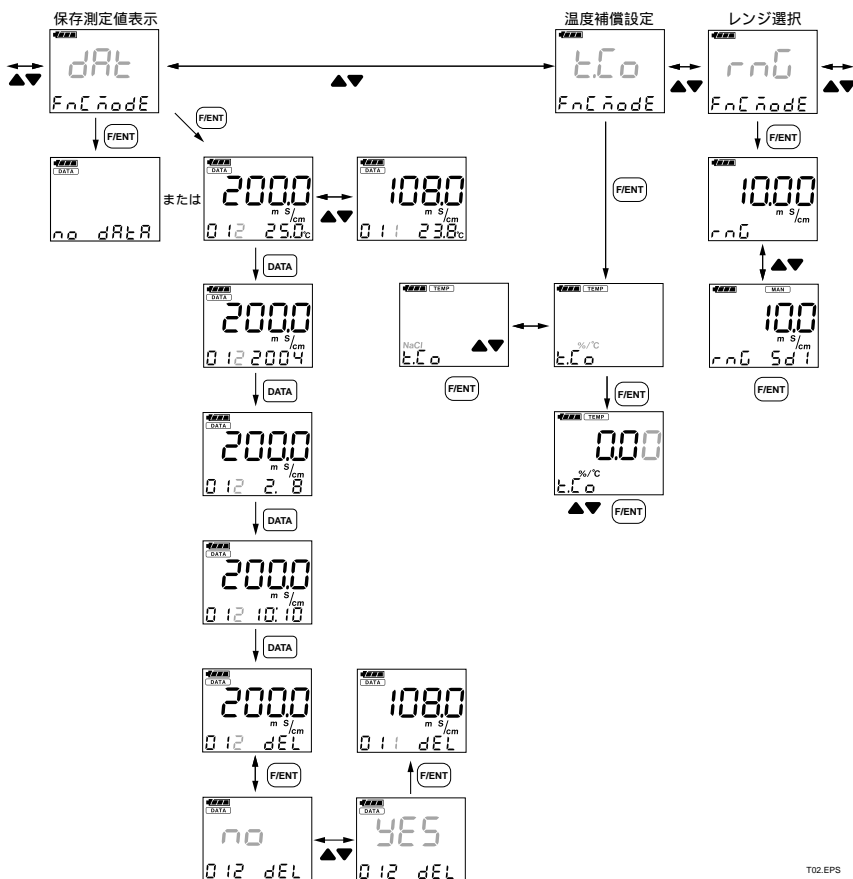 保存測定値表示
温度補償設定
レンジ選択
dAt
FnC modE
▲▼
▲▼
t.Co
FnC modE
▲▼
rnG
FnC modE
▲▼
F/ENT
F/ENT
F/ENT
F/ENT
DATA
no dAtA
または
DATA
200.0
m S/cm
012 25.0℃
▲▼
DATA
108.0
m S/cm
011 23.8℃
10.00
m S/cm
rnG
▲▼
DATA
DATA
200.0
m S/cm
012 2004
TEMP
NaCl
t.Co
▲▼
F/ENT
TEMP
%/℃
t.Co
MAN
10.0
m S/cm
rnG Sd1
F/ENT
DATA
F/ENT
DATA
200.0
m S/cm
012 2. 8
TEMP
0.00
%/℃
t.Co
▲▼
F/ENT
DATA
DATA
200.0
m S/cm
012 10:10
DATA
DATA
200.0
m S/cm
012 dEL
DATA
108.0
m S/cm
011 dEL
F/ENT
F/ENT
DATA
no
012 dEL
▲▼
DATA
YES
012 dEL
T02.EPS